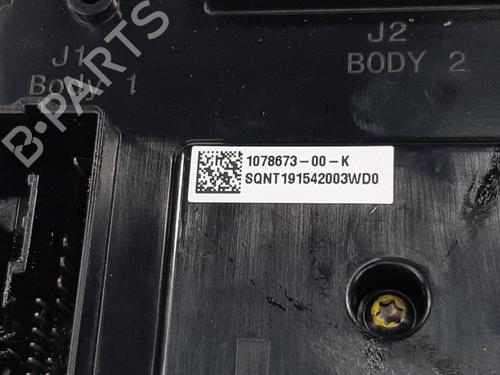 B-PARTS
J1
Body 1
J2
BODY 2
1078673-00-K
SQNT191542003WD0